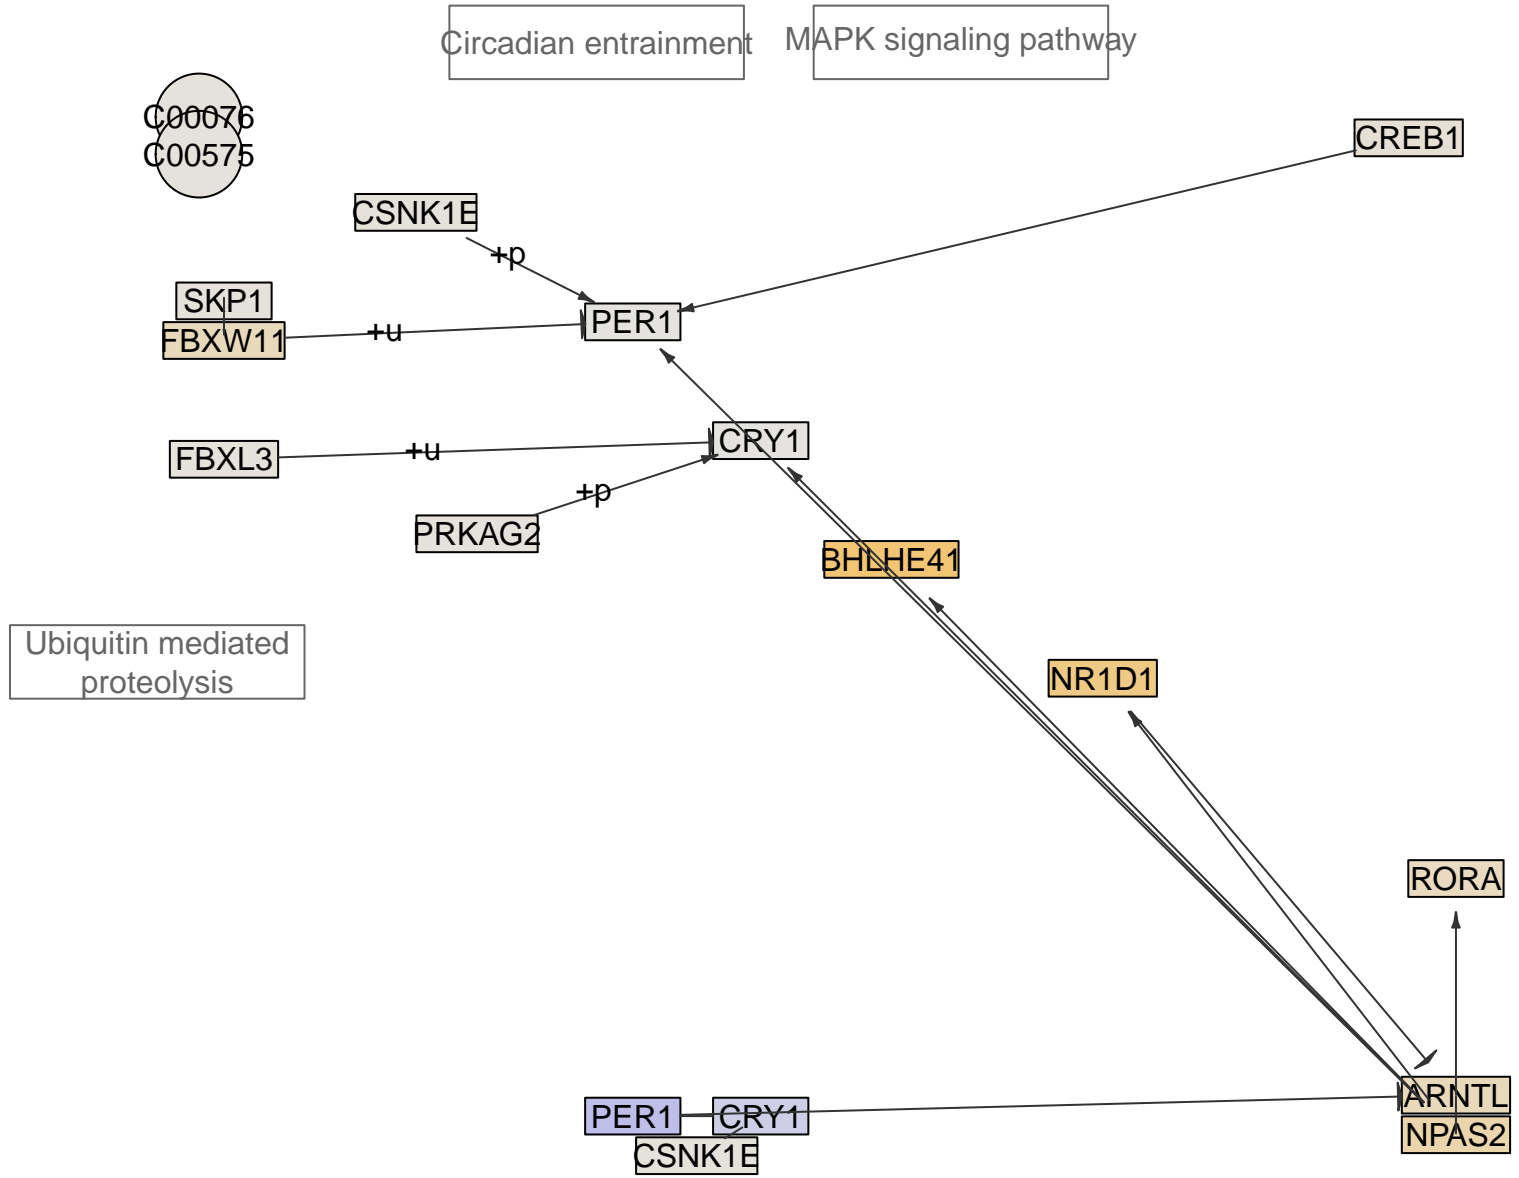 Circadian entrainment
MAPK signaling pathway
C00076
C00575
CREB1
CSNK1E
+p
SKP1
FBXW11
+u
PER1
FBXL3
+u
CRY1
+p
PRKAG2
BHLHE41
Ubiquitin mediated
proteolysis
NR1D1
RORA
ARNTL
NPAS2
PER1
CRY1
CSNK1E